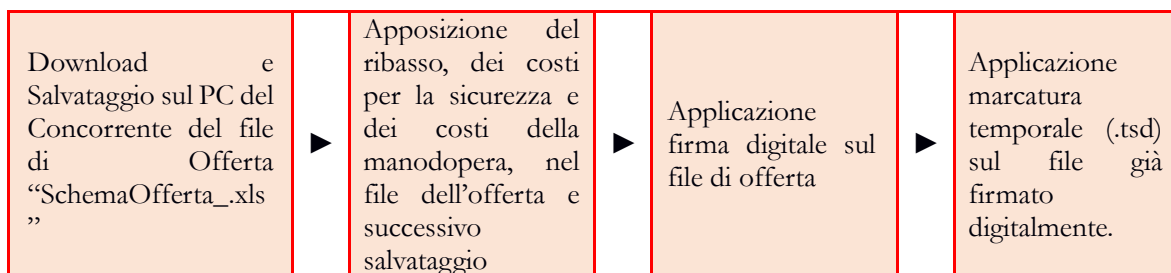 Download e
Salvataggio sul PC del
Concorrente del file
di Offerta
“SchemaOfferta_.xls
”
►
Apposizione del
ribasso, dei costi
per la sicurezza e
dei costi della
manodopera, nel
file dell’offerta e
successivo
salvataggio
►
Applicazione
firma digitale sul
file di offerta
►
Applicazione
marcatura
temporale (.tsd)
sul file già
firmato
digitalmente.